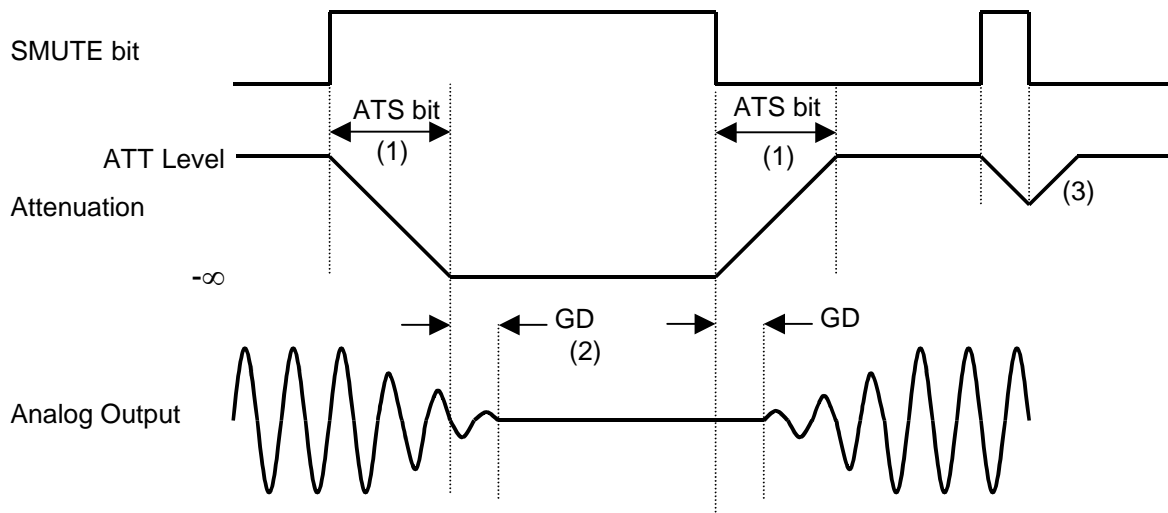 SMUTE bit
ATS bit
ATS bit
(1)
(1)
ATT Level
(3)
Attenuation
-∞
GD
GD
(2)
Analog Output